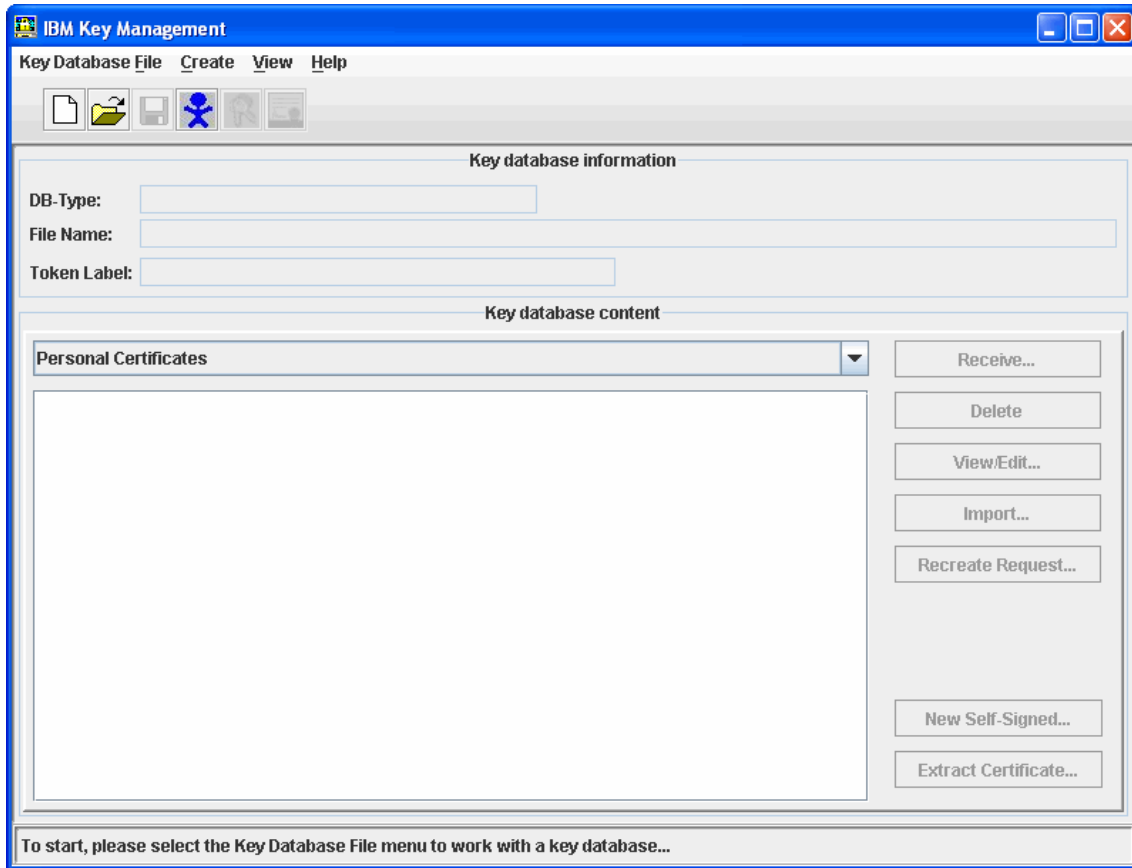 IBM Key Management
Key Database File Create View Help
Key database information
DB-Type:
File Name:
Token Label:
Key database content
Personal Certificates
Receive...
Delete
View/Edit...
Import...
Recreate Request...
New Self-Signed...
Extract Certificate...
To start, please select the Key Database File menu to work with a key database...